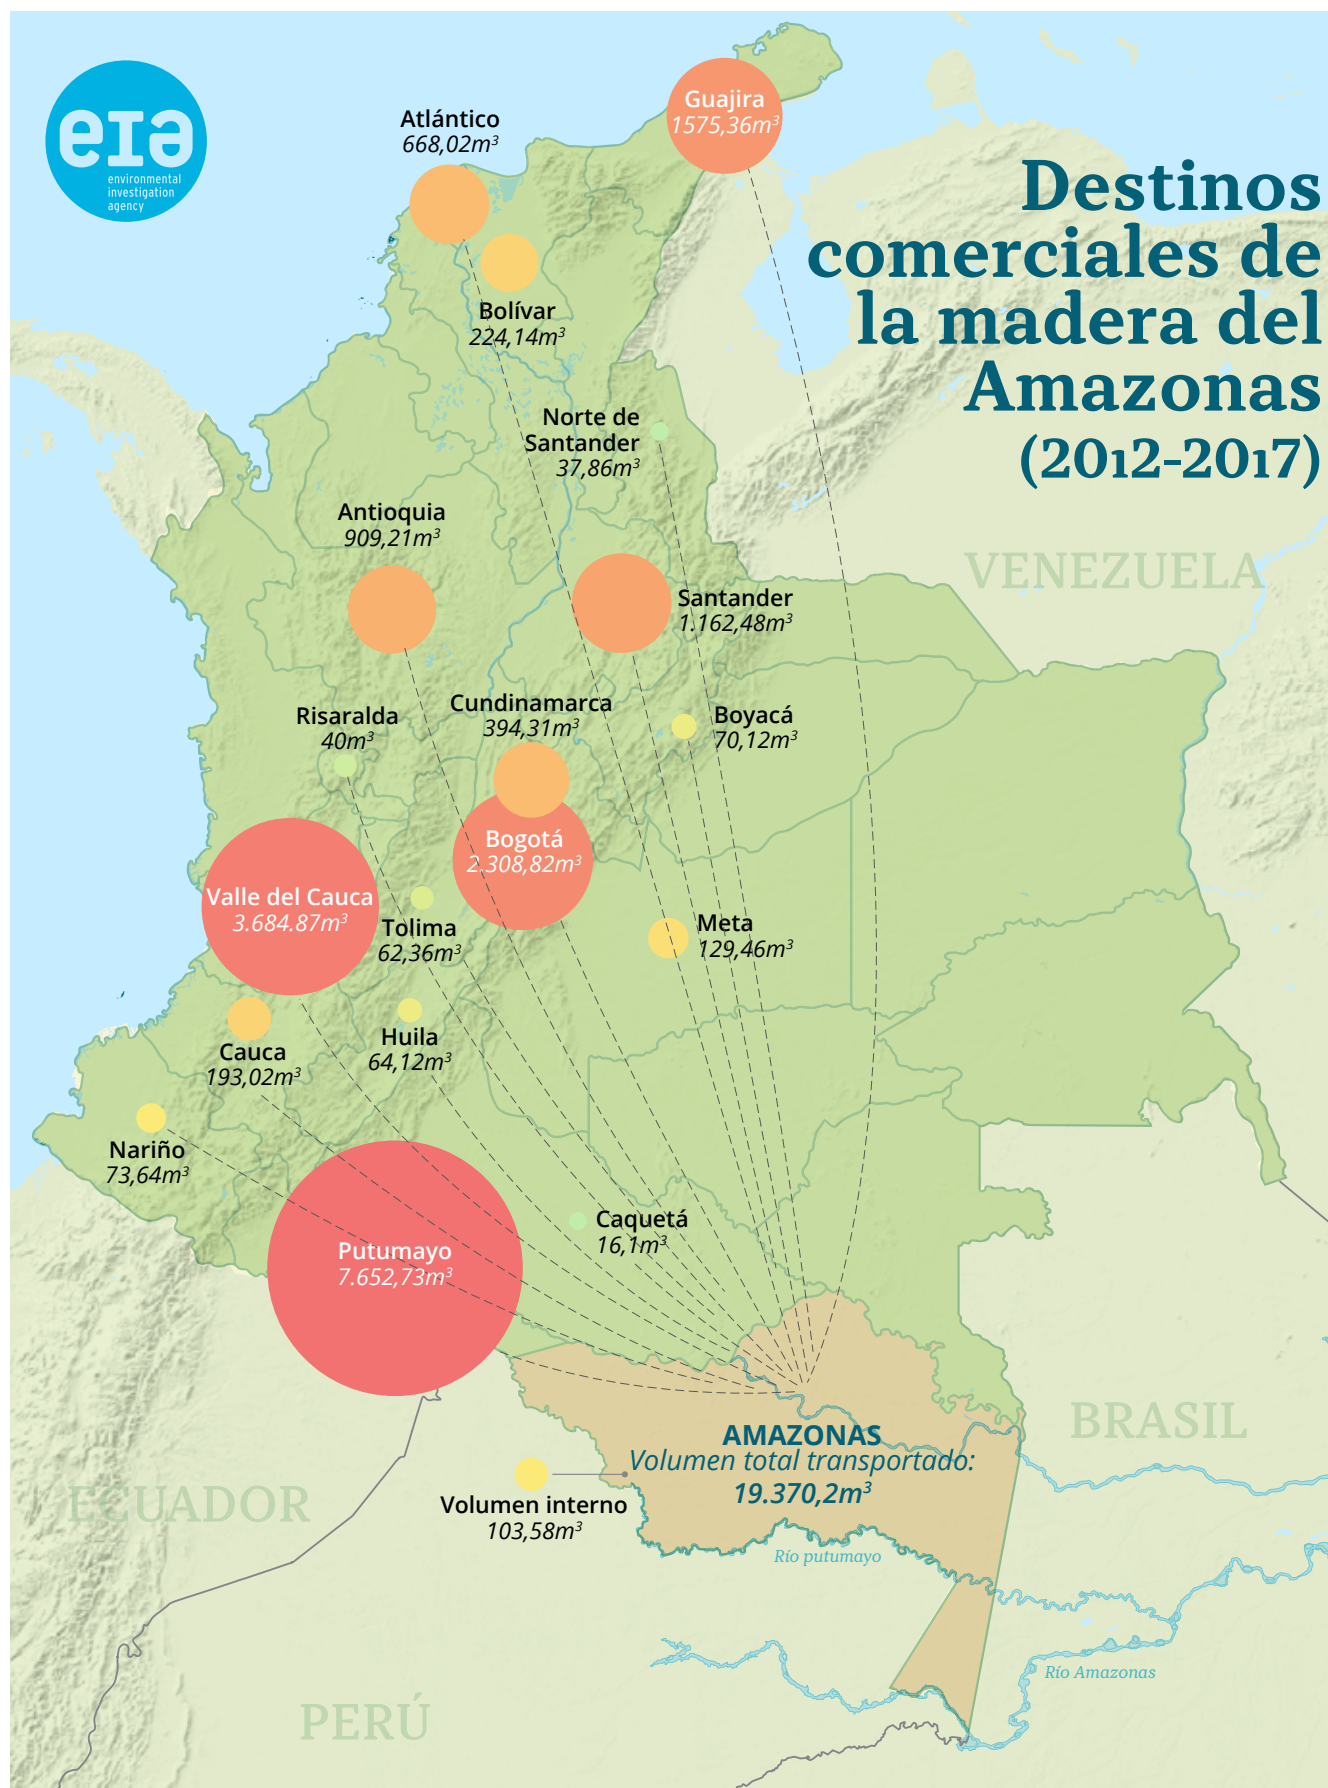 eia
environmental
investigation
agency
Destinos
comerciales de
la madera del
Amazonas
(2012-2017)
Guajira
1575,36m³
Atlántico
668,02m³
Bolívar
224,14m³
Norte de
Santander
37,86m³
Antioquia
909,21m³
VENEZUELA
Santander
1.162,48m³
Cundinamarca
394,31m³
Risaralda
40m³
Boyacá
70,12m³
Bogotá
2.308,82m³
Valle del Cauca
3.684.87m³
Tolima
62,36m³
Meta
129,46m³
Huila
64,12m³
Cauca
193,02m³
Nariño
73,64m³
Caquetá
16,1m³
Putumayo
7.652,73m³
BRASIL
AMAZONAS
Volumen total transportado:
19.370,2m³
ECUADOR
Volumen interno
103,58m³
Río putumayo
Río Amazonas
PERÚ